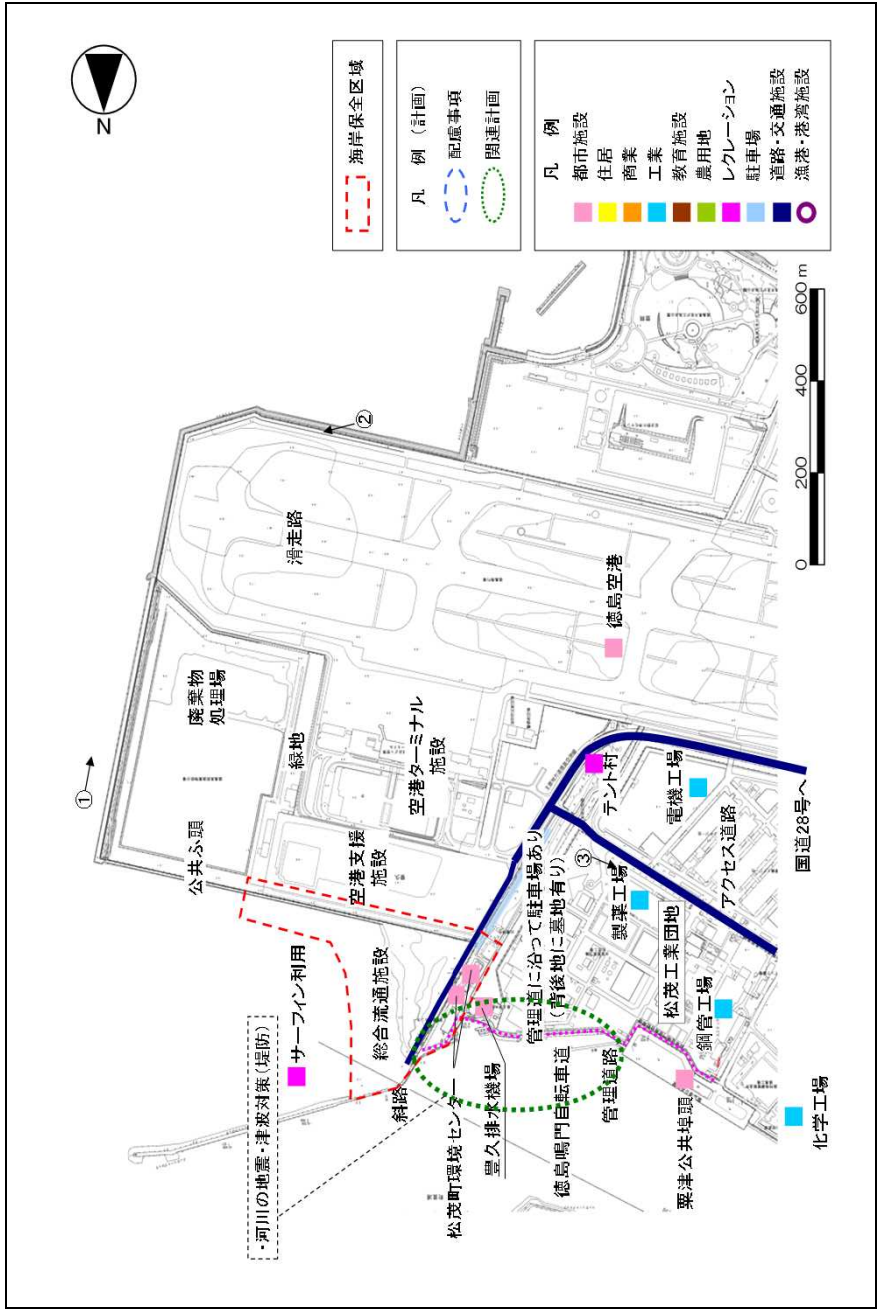 N
海岸保全区域
凡 例 (計画)
配慮事項
関連計画
凡 例
都市施設
住居
商業
工業
教育施設
農用地
レクレーション
駐車場
道路・交通施設
漁港・港湾施設
0 200 400 600 m
①
②
③
滑走路
廃棄物
処理場
緑地
公共ふ頭
空港ターミナル
施設
空港支援
施設
徳島空港
サーフィン利用
・河川の地震・津波対策(堤防)
総合流通施設
斜路
松茂町環境センター
豊久排水機場
管理道に沿って駐車場あり
(背後地に墓地有り)
徳島鳴門自転車道
管理道路
テント村
電機工場
製薬工場
アクセス道路
松茂工業団地
鋼管工場
粟津公共埠頭
化学工場
国道28号へ